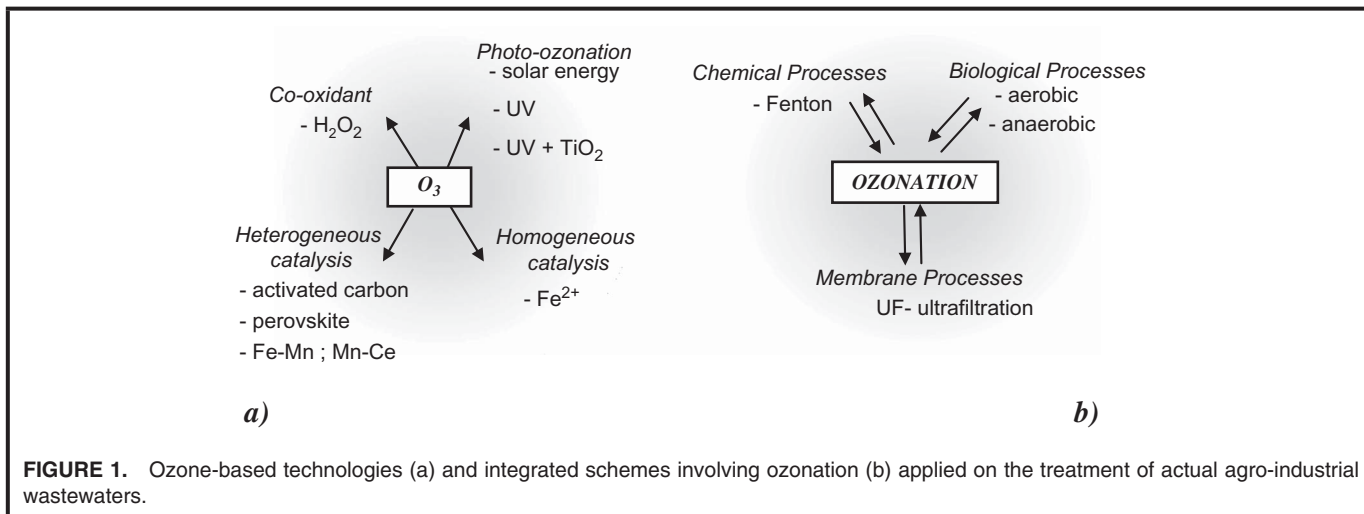 Photo-ozonation
- solar energy
- UV
- UV + TiO₂
Co-oxidant
- H₂O₂
O₃
Heterogeneous
catalysis
- activated carbon
- perovskite
- Fe-Mn ; Mn-Ce
Homogeneous
catalysis
- Fe²⁺
a)
Chemical Processes
- Fenton
Biological Processes
- aerobic
- anaerobic
OZONATION
Membrane Processes
UF- ultrafiltration
b)
FIGURE 1. Ozone-based technologies (a) and integrated schemes involving ozonation (b) applied on the treatment of actual agro-industrial
wastewaters.